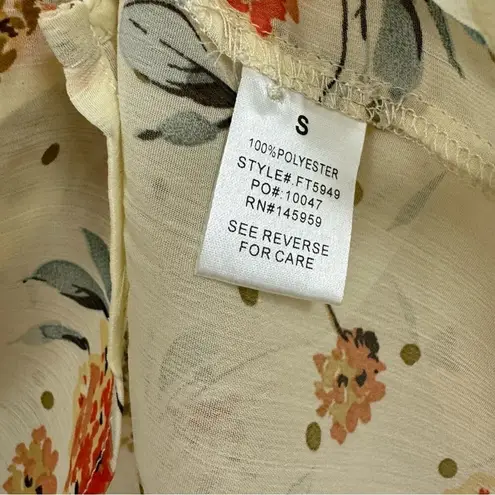 S
100%POLYESTER
STYLE#.FT5949
PO#:10047
RN#145959
SEE REVERSE
FOR CARE